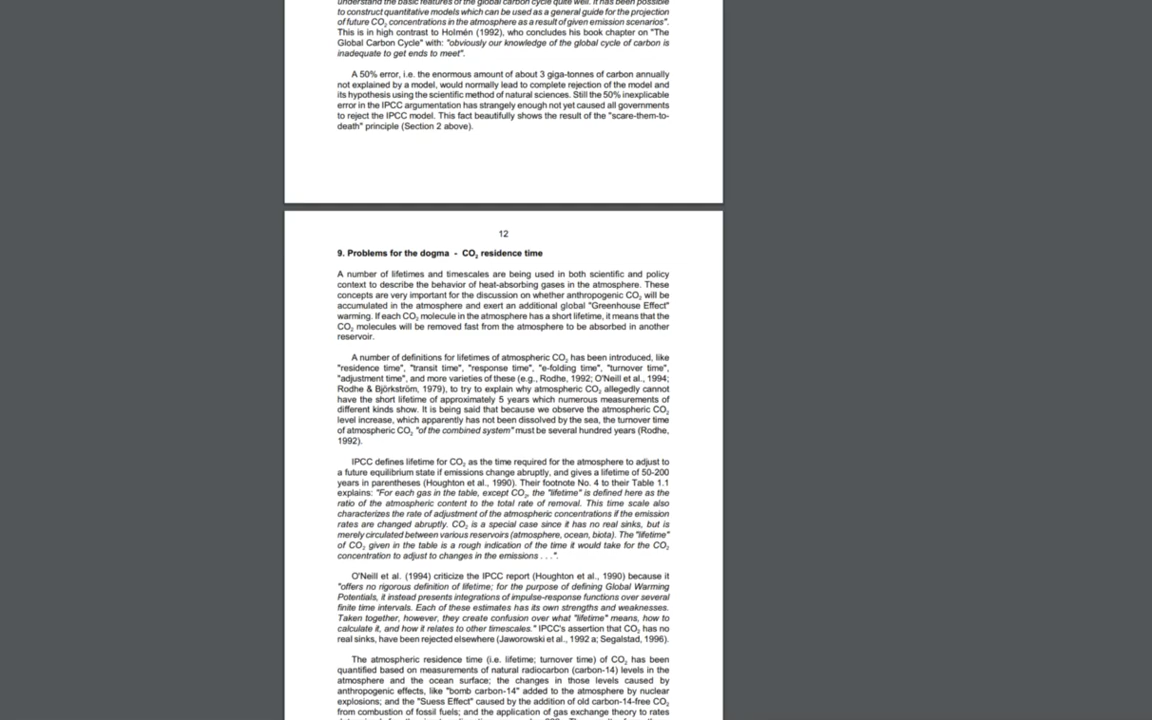 understand the basic features of the global carbon cycle quite well. It has been possible
to construct quantitative models which can be used as a general guide for the projection
of future CO₂ concentrations in the atmosphere as a result of given emission scenarios".
This is in high contrast to Holmén (1992), who concludes his book chapter on "The
Global Carbon Cycle" with: "obviously our knowledge of the global cycle of carbon is
inadequate to get ends to meet".
A 50% error, i.e. the enormous amount of about 3 giga-tonnes of carbon annually
not explained by a model, would normally lead to complete rejection of the model and
its hypothesis using the scientific method of natural sciences. Still the 50% inexplicable
error in the IPCC argumentation has strangely enough not yet caused all governments
to reject the IPCC model. This fact beautifully shows the result of the "scare-them-to-
death" principle (Section 2 above).
12
9. Problems for the dogma - CO₂ residence time
A number of lifetimes and timescales are being used in both scientific and policy
context to describe the behavior of heat-absorbing gases in the atmosphere. These
concepts are very important for the discussion on whether anthropogenic CO₂ will be
accumulated in the atmosphere and exert an additional global "Greenhouse Effect"
warming. If each CO₂ molecule in the atmosphere has a short lifetime, it means that the
CO₂ molecules will be removed fast from the atmosphere to be absorbed in another
reservoir.
A number of definitions for lifetimes of atmospheric CO₂ has been introduced, like
"residence time", "transit time", "response time", "e-folding time", "turnover time",
"adjustment time", and more varieties of these (e.g., Rodhe, 1992; O'Neill et al., 1994;
Rodhe & Björkström, 1979), to try to explain why atmospheric CO₂ allegedly cannot
have the short lifetime of approximately 5 years which numerous measurements of
different kinds show. It is being said that because we observe the atmospheric CO₂
level increase, which apparently has not been dissolved by the sea, the turnover time
of atmospheric CO₂ "of the combined system" must be several hundred years (Rodhe,
1992).
IPCC defines lifetime for CO₂ as the time required for the atmosphere to adjust to
a future equilibrium state if emissions change abruptly, and gives a lifetime of 50-200
years in parentheses (Houghton et al., 1990). Their footnote No. 4 to their Table 1.1
explains: "For each gas in the table, except CO₂, the "lifetime" is defined here as the
ratio of the atmospheric content to the total rate of removal. This time scale also
characterizes the rate of adjustment of the atmospheric concentrations if the emission
rates are changed abruptly. CO₂ is a special case since it has no real sinks, but is
merely circulated between various reservoirs (atmosphere, ocean, biota). The "lifetime"
of CO₂ given in the table is a rough indication of the time it would take for the CO₂
concentration to adjust to changes in the emissions . . .".
O'Neill et al. (1994) criticize the IPCC report (Houghton et al., 1990) because it
"offers no rigorous definition of lifetime; for the purpose of defining Global Warming
Potentials, it instead presents integrations of impulse-response functions over several
finite time intervals. Each of these estimates has its own strengths and weaknesses.
Taken together, however, they create confusion over what "lifetime" means, how to
calculate it, and how it relates to other timescales." IPCC's assertion that CO₂ has no
real sinks, have been rejected elsewhere (Jaworowski et al., 1992 a; Segalstad, 1996).
The atmospheric residence time (i.e. lifetime; turnover time) of CO₂ has been
quantified based on measurements of natural radiocarbon (carbon-14) levels in the
atmosphere and the ocean surface; the changes in those levels caused by
anthropogenic effects, like "bomb carbon-14" added to the atmosphere by nuclear
explosions; and the "Suess Effect" caused by the addition of old carbon-14-free CO₂
from combustion of fossil fuels; and the application of gas exchange theory to rates